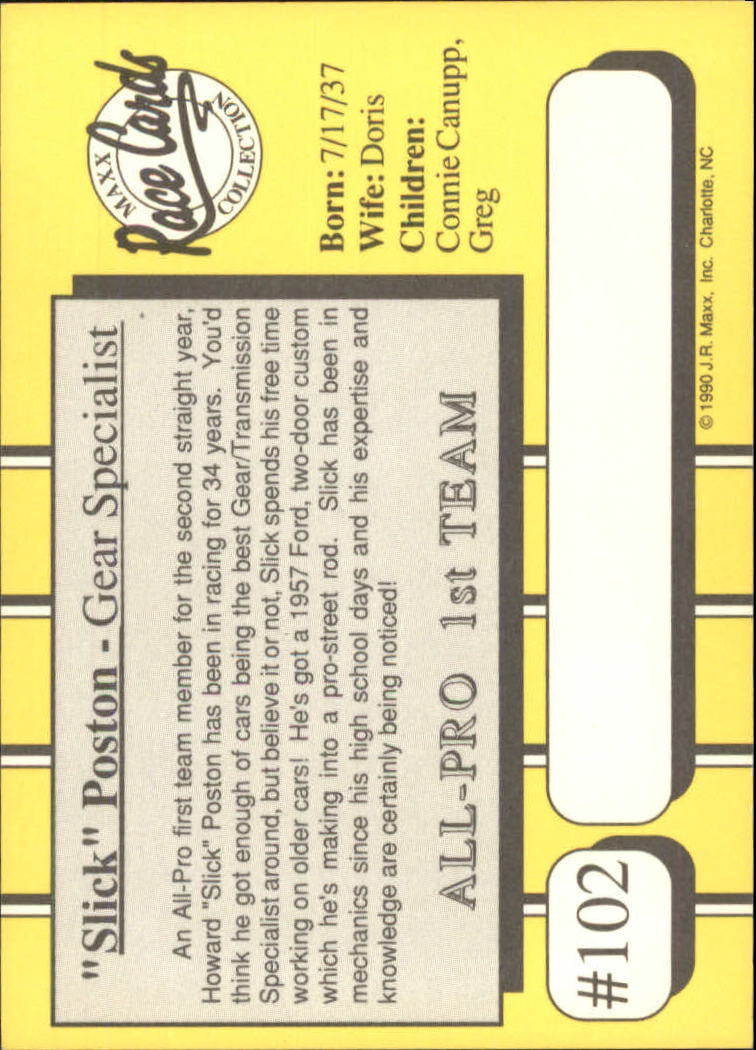 "Slick" Poston - Gear Specialist
An All-Pro first team member for the second straight year,
Howard "Slick" Poston has been in racing for 34 years. You'd
think he got enough of cars being the best Gear/Transmission
Specialist around, but believe it or not, Slick spends his free time
working on older cars! He's got a 1957 Ford, two-door custom
which he's making into a pro-street rod. Slick has been in
mechanics since his high school days and his expertise and
knowledge are certainly being noticed!
ALL-PRO 1st TEAM
MAXX
Race Cards
COLLECTION
Born: 7/17/37
Wife: Doris
Children:
Connie Canupp,
Greg
#102
© 1990 J.R. Maxx, Inc. Charlotte, NC